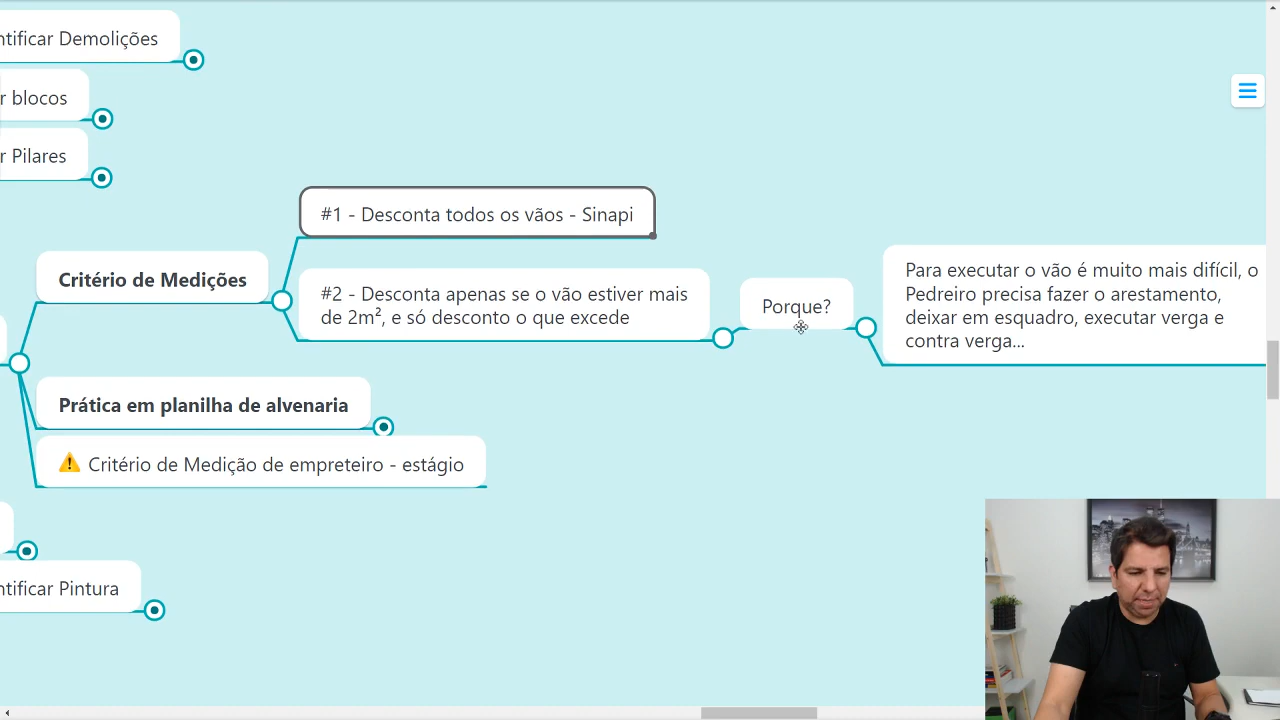 ntificar Demolições
r blocos
r Pilares
#1 - Desconta todos os vãos - Sinapi
Critério de Medições
#2 - Desconta apenas se o vão estiver mais
de 2m², e só desconto o que excede
Porque?
Para executar o vão é muito mais difícil, o
Pedreiro precisa fazer o arestamento,
deixar em esquadro, executar verga e
contra verga...
Prática em planilha de alvenaria
Critério de Medição de empreteiro - estágio
ntificar Pintura